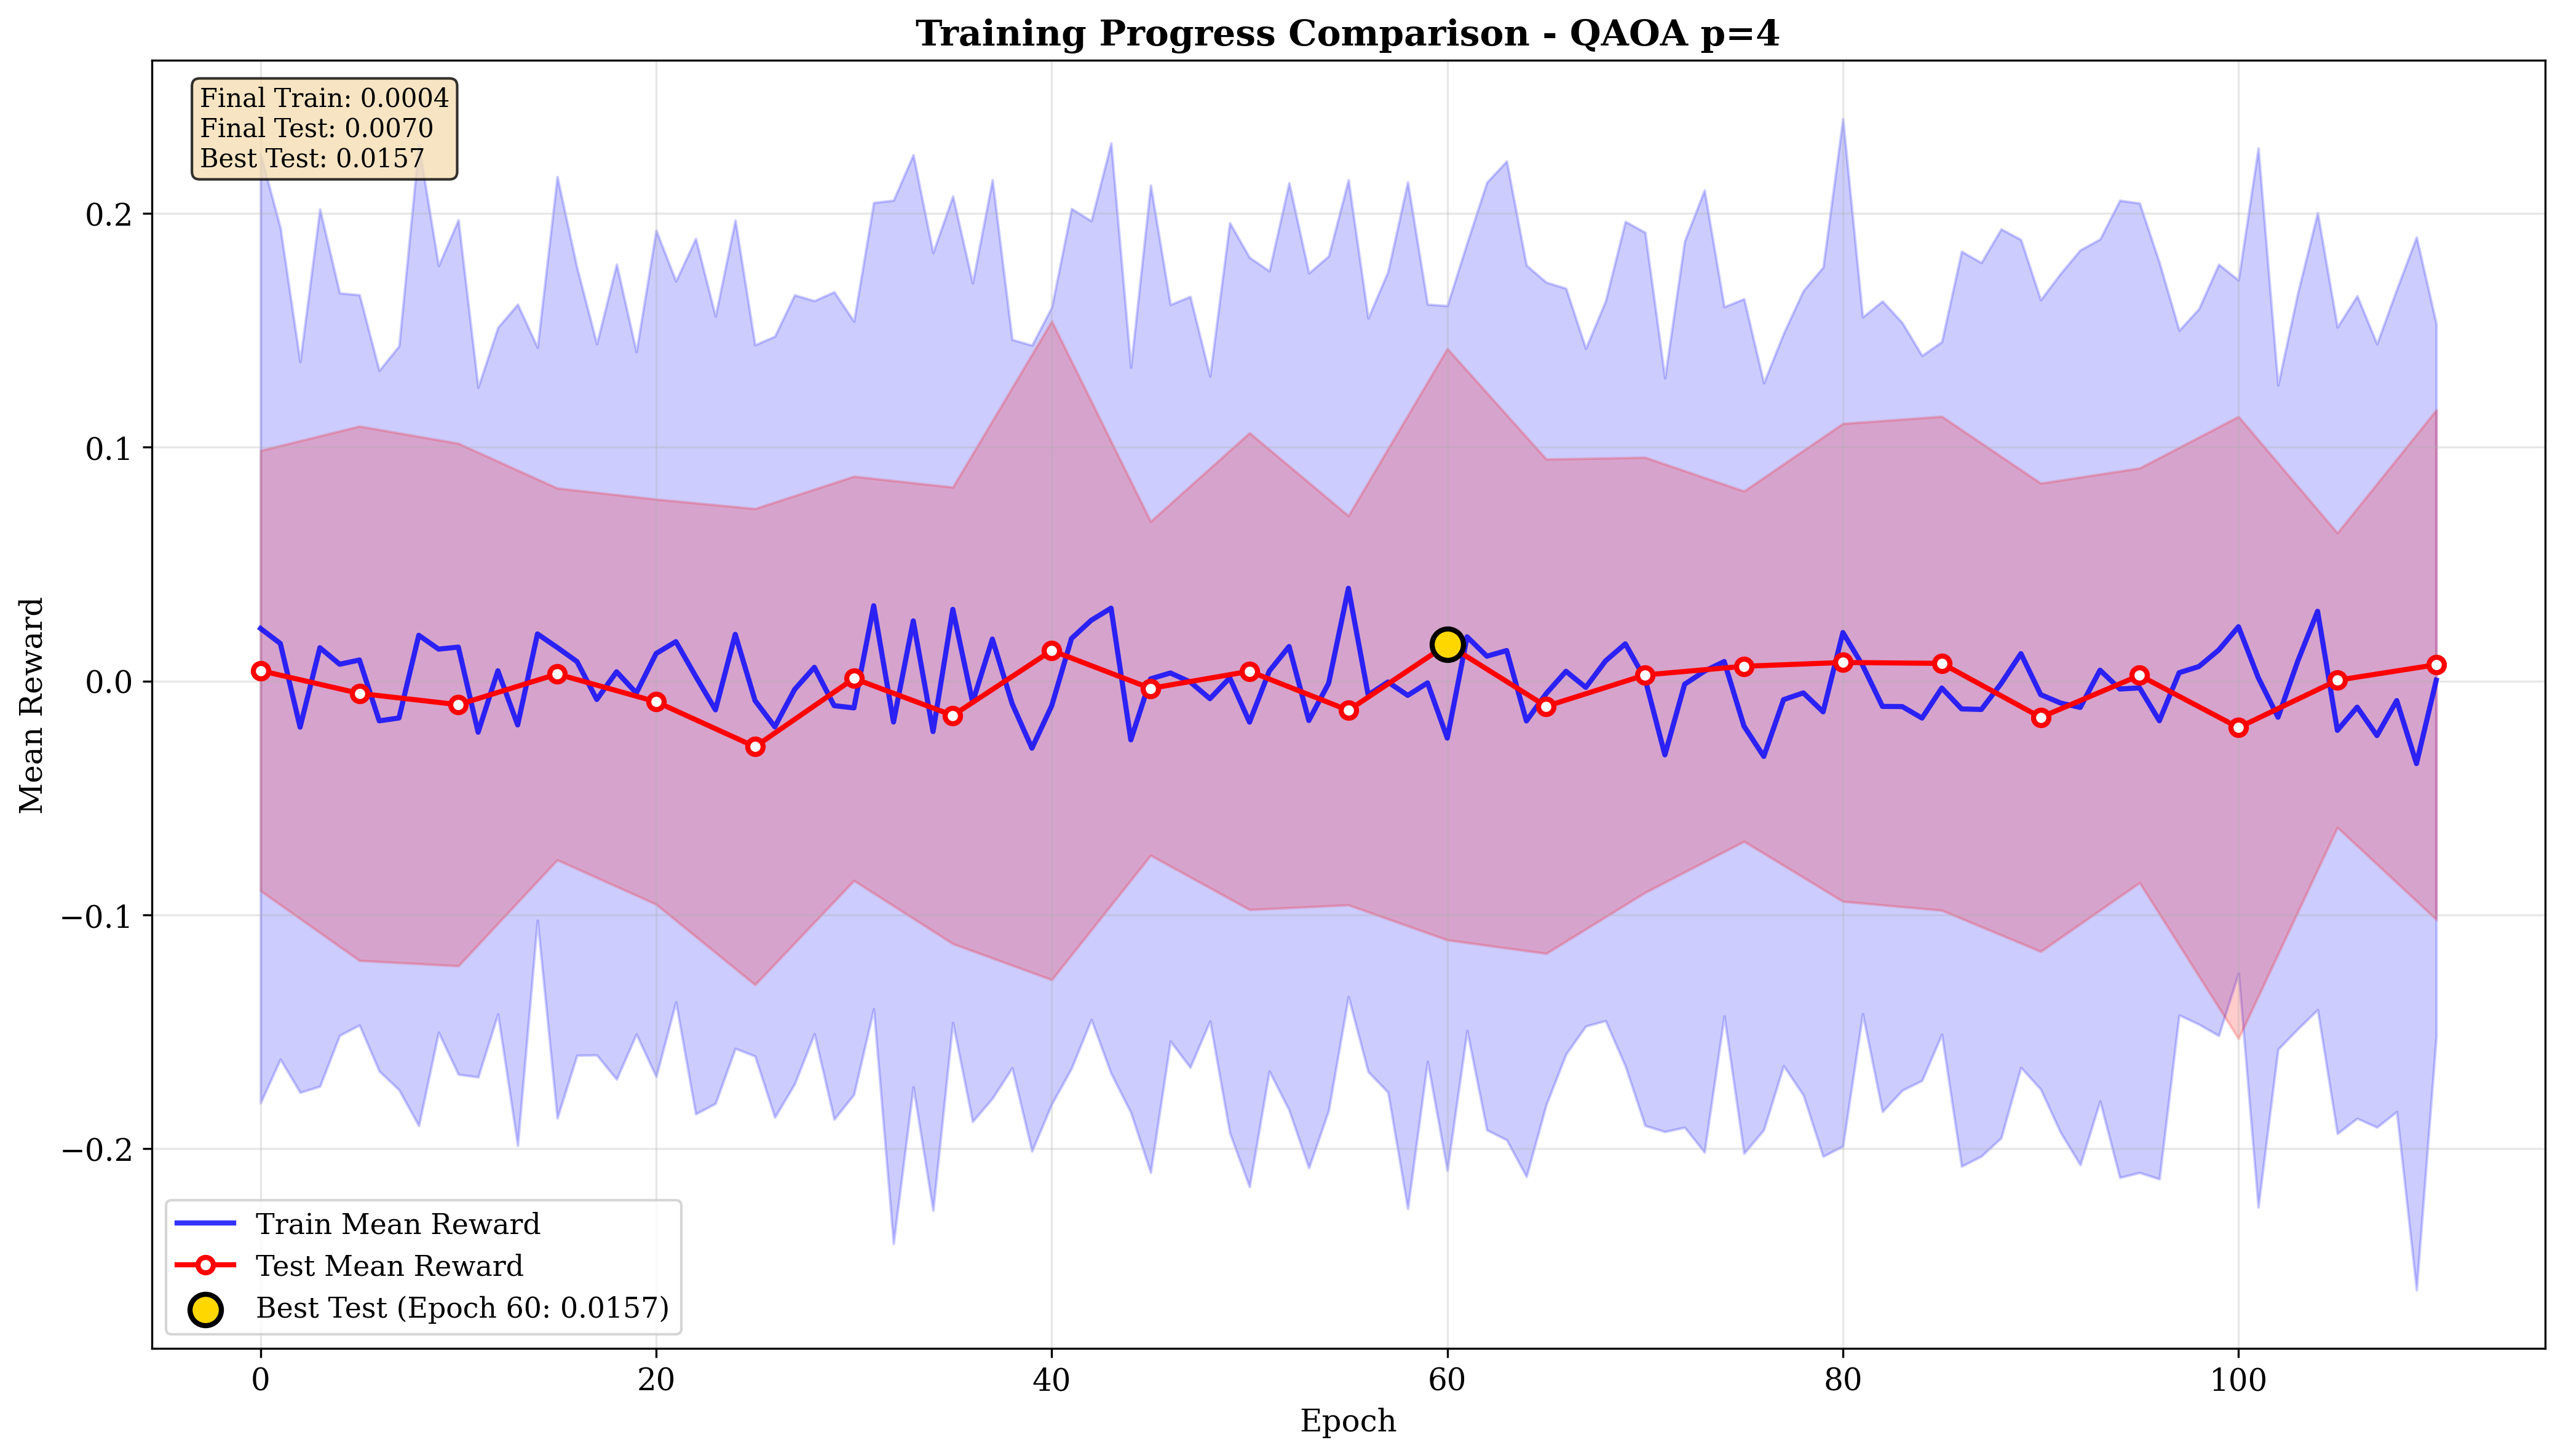 Training Progress Comparison - QAOA p=4
Final Train: 0.0004
Final Test: 0.0070
Best Test: 0.0157
0.2
0.1
0.0
−0.1
−0.2
Mean Reward
Train Mean Reward
Test Mean Reward
Best Test (Epoch 60: 0.0157)
0 20 40 60 80 100
Epoch